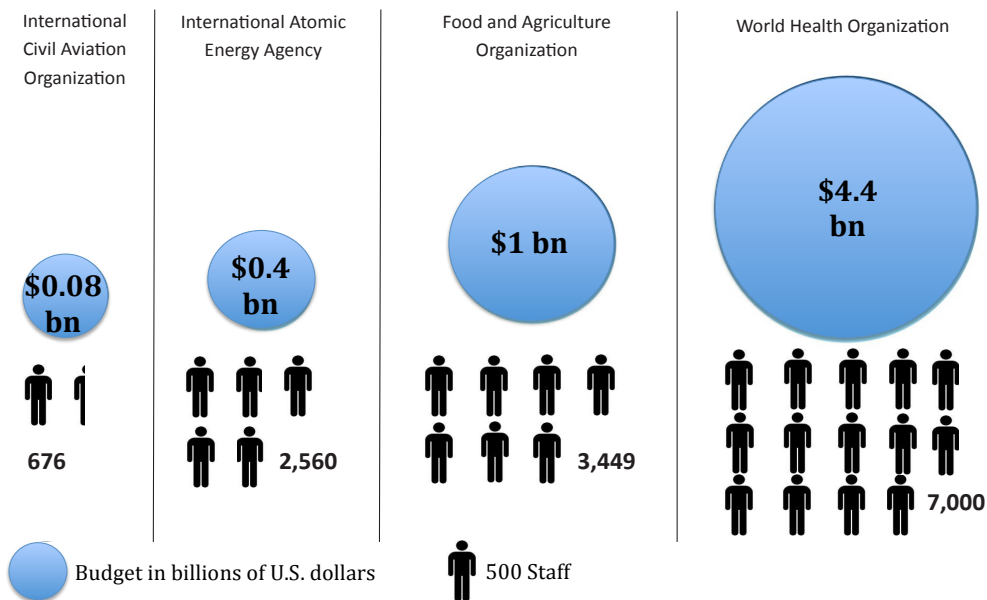 International
Civil Aviation
Organization
$0.08
bn
676
International Atomic
Energy Agency
$0.4
bn
2,560
Food and Agriculture
Organization
$1 bn
3,449
World Health Organization
$4.4
bn
7,000
Budget in billions of U.S. dollars
500 Staff